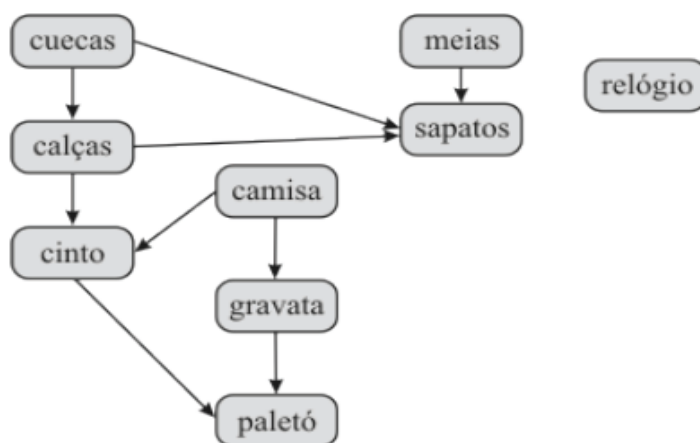 cuecas
meias
relógio
calças
sapatos
camisa
cinto
gravata
paletó